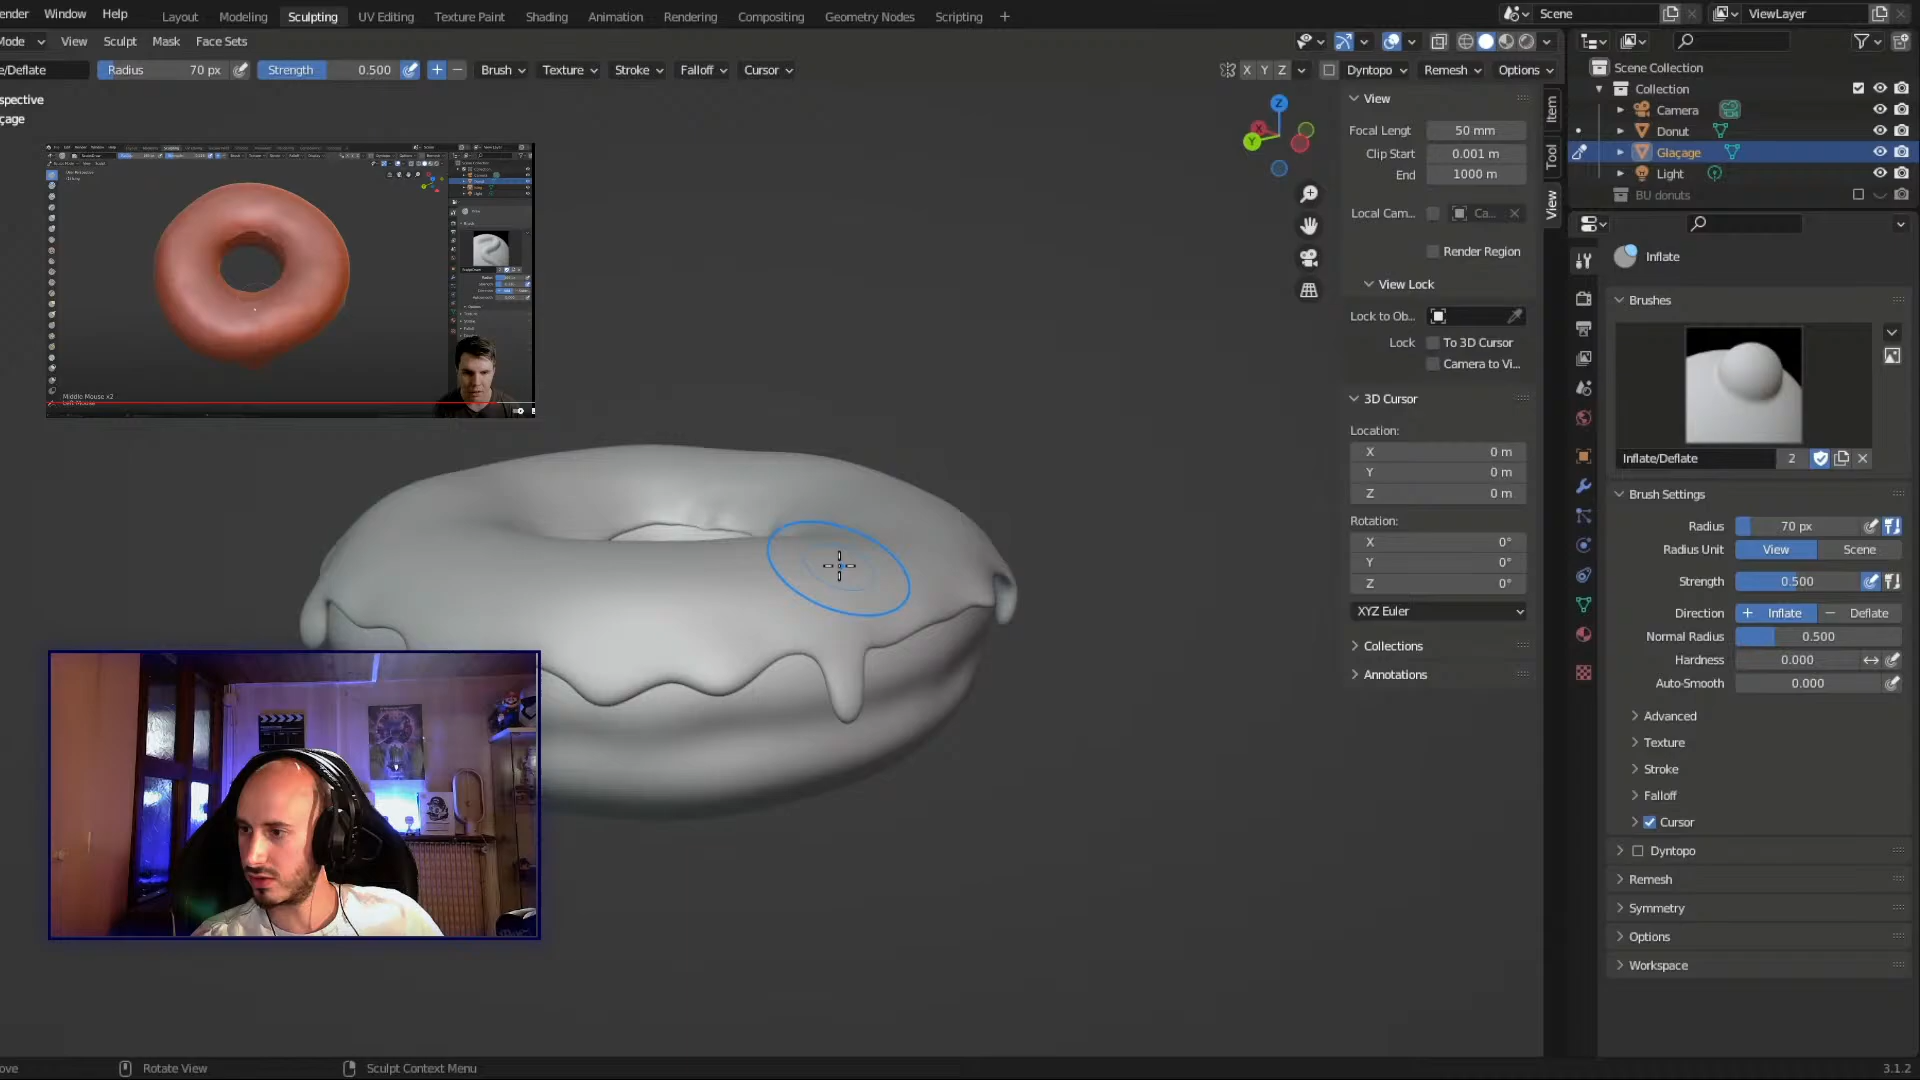 ender Window Help
Layout Modeling Sculpting UV Editing Texture Paint Shading Animation Rendering Compositing Geometry Nodes Scripting +
Scene
ViewLayer
Mode View Sculpt Mask Face Sets
e/Deflate Radius 70 px Strength 0.500 + − Brush Texture Stroke Falloff Cursor
X Y Z Dyntopo Remesh Options
spective
çage
Middle Mouse x2
Left Mouse
Z
Y
View
Focal Lengt 50 mm
Clip Start 0.001 m
End 1000 m
Local Cam... Ca...
Render Region
View Lock
Lock to Ob...
Lock To 3D Cursor
Camera to Vi...
3D Cursor
Location:
X 0 m
Y 0 m
Z 0 m
Rotation:
X 0°
Y 0°
Z 0°
XYZ Euler
Collections
Annotations
Item
Tool
View
Scene Collection
Collection
Camera
Donut
Glaçage
Light
BU donuts
Inflate
Brushes
Inflate/Deflate 2
Brush Settings
Radius 70 px
Radius Unit View Scene
Strength 0.500
Direction + Inflate − Deflate
Normal Radius 0.500
Hardness 0.000
Auto-Smooth 0.000
Advanced
Texture
Stroke
Falloff
Cursor
Dyntopo
Remesh
Symmetry
Options
Workspace
ove Rotate View Sculpt Context Menu
3.1.2